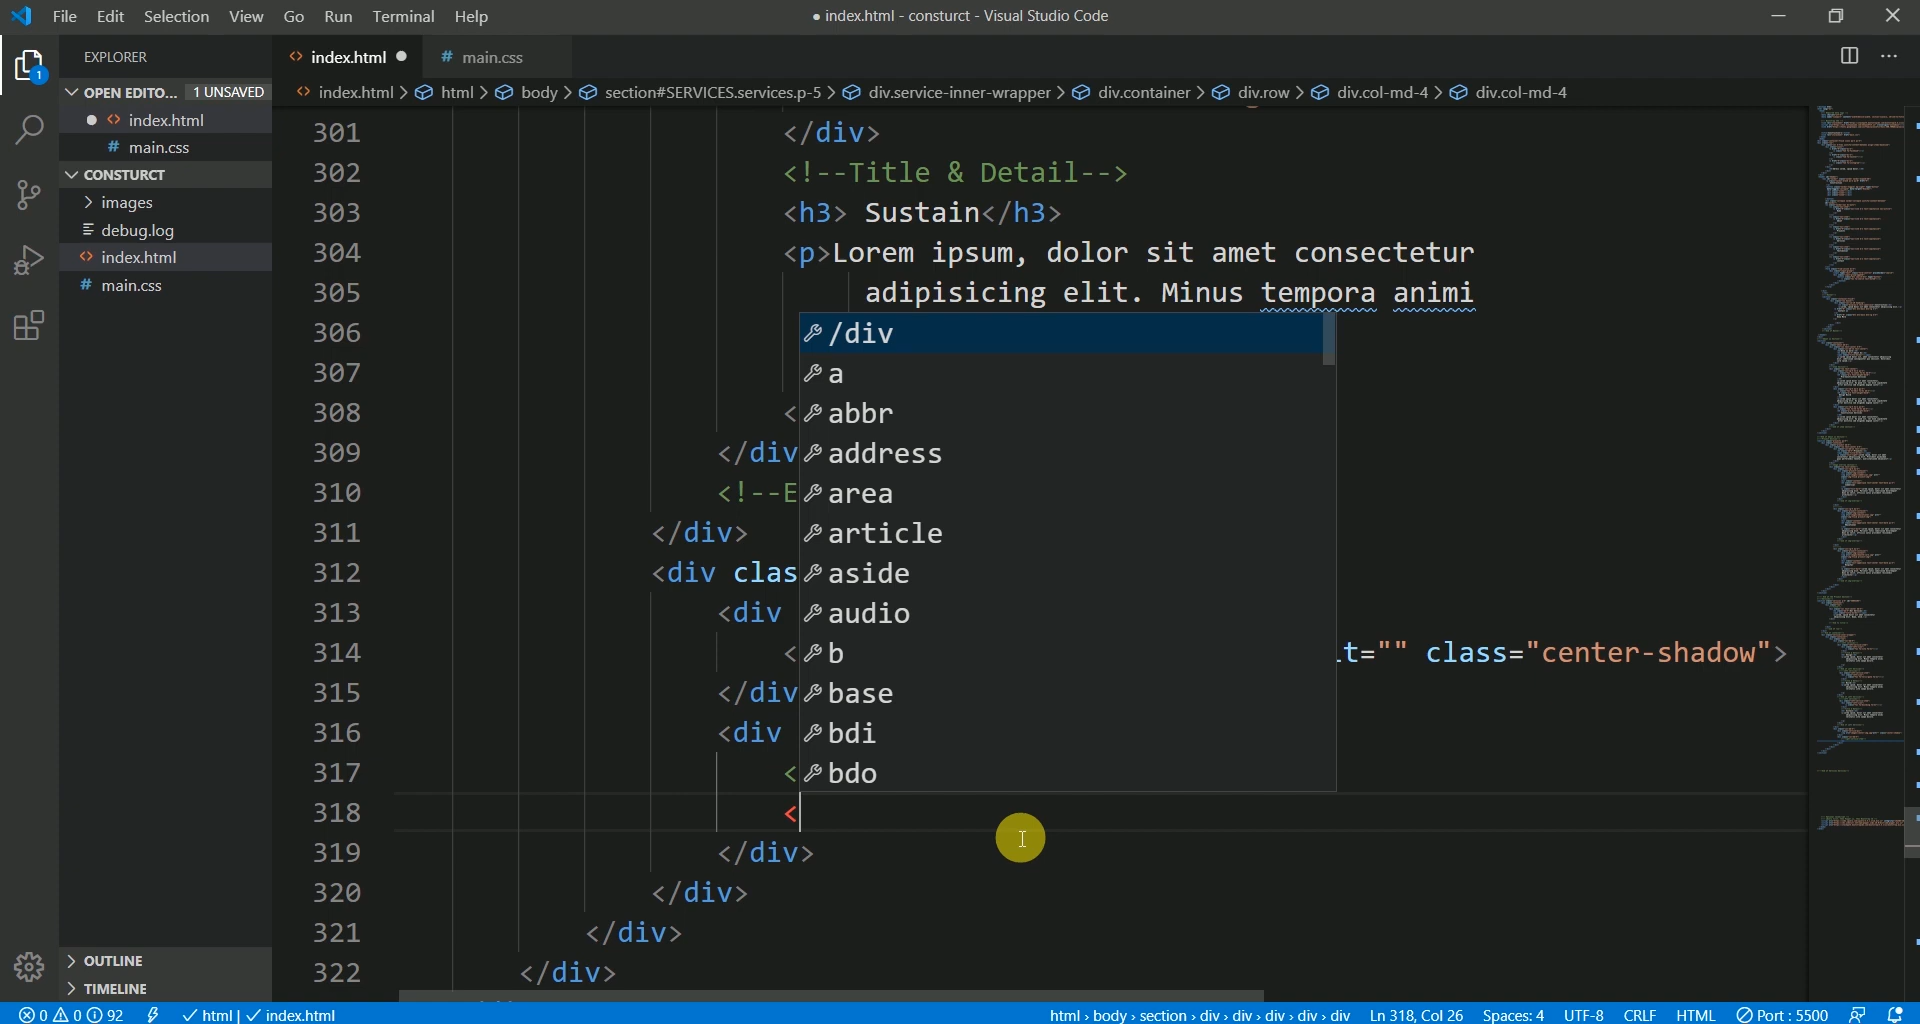 File Edit Selection View Go Run Terminal Help
● index.html - consturct - Visual Studio Code
EXPLORER
index.html ●
# main.css
OPEN EDITO... 1 UNSAVED
index.html > html > body > section#SERVICES.services.p-5 > div.service-inner-wrapper > div.container > div.row > div.col-md-4 > div.col-md-4
● index.html
# main.css
CONSTURCT
images
debug.log
index.html
# main.css
1
301 </div>
302 <!--Title & Detail-->
303 <h3> Sustain</h3>
304 <p>Lorem ipsum, dolor sit amet consectetur
305 adipisicing elit. Minus tempora animi
306 /div
307 a
308 < abbr
309 </div address
310 <!--E area
311 </div> article
312 <div clas aside
313 <div audio
314 < b lt="" class="center-shadow">
315 </div base
316 <div bdi
317 < bdo
318 <
319 </div>
320 </div>
321 </div>
322 </div>
OUTLINE
TIMELINE
0 0 92 html | index.html
html > body > section > div > div > div > div > div Ln 318, Col 26 Spaces: 4 UTF-8 CRLF HTML Port : 5500